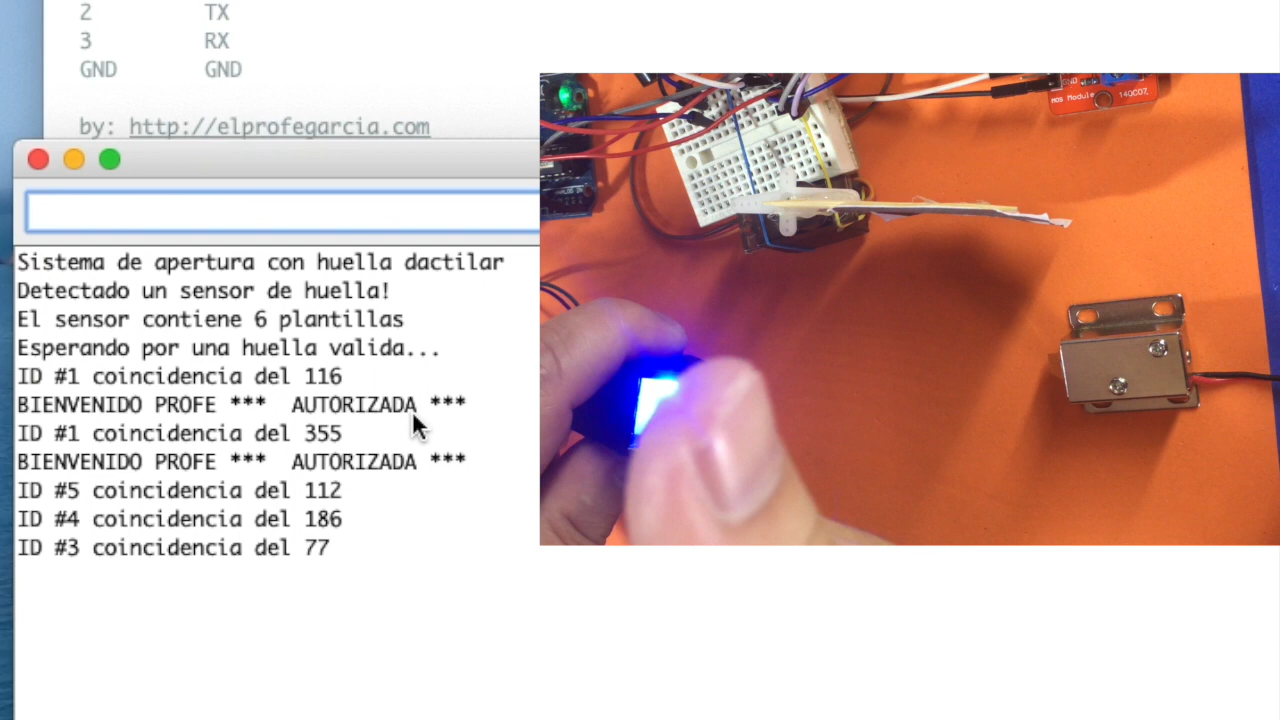 2 TX
3 RX
GND GND
by: http://elprofegarcia.com
Sistema de apertura con huella dactilar
Detectado un sensor de huella!
El sensor contiene 6 plantillas
Esperando por una huella valida...
ID #1 coincidencia del 116
BIENVENIDO PROFE *** AUTORIZADA ***
ID #1 coincidencia del 355
BIENVENIDO PROFE *** AUTORIZADA ***
ID #5 coincidencia del 112
ID #4 coincidencia del 186
ID #3 coincidencia del 77
GND
MOS Module